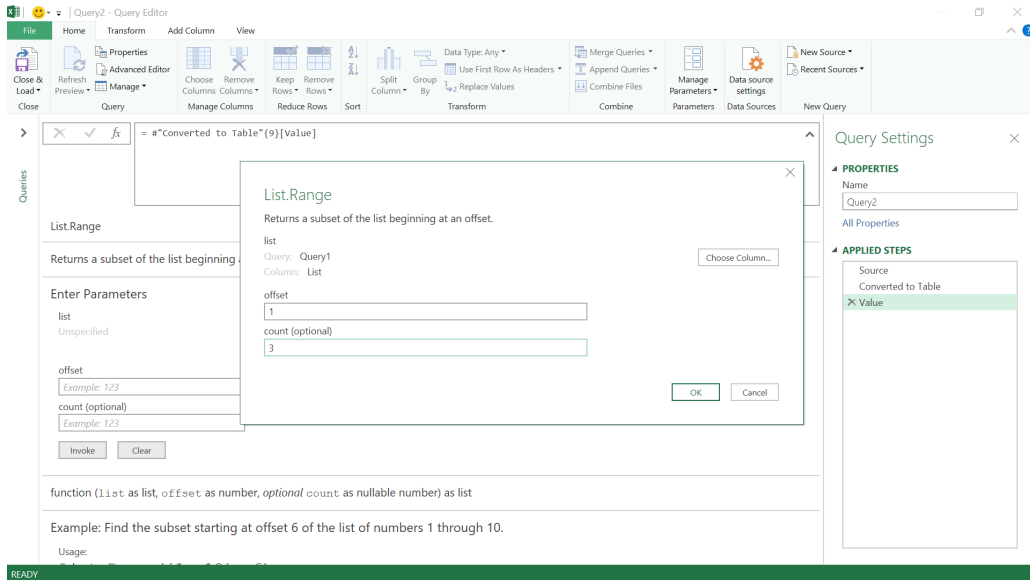 Query2 - Query Editor
File
Home
Transform
Add Column
View
Close & Load
Close
Refresh Preview
Properties
Advanced Editor
Manage
Query
Choose Columns
Remove Columns
Manage Columns
Keep Rows
Remove Rows
Reduce Rows
Sort
Split Column
Group By
Data Type: Any
Use First Row As Headers
Replace Values
Transform
Merge Queries
Append Queries
Combine Files
Combine
Manage Parameters
Parameters
Data source settings
Data Sources
New Source
Recent Sources
New Query
Queries
fx
= #"Converted to Table"{9}[Value]
List.Range
Returns a subset of the list beginning
Enter Parameters
list
Unspecified
offset
Example: 123
count (optional)
Example: 123
Invoke
Clear
function (list as list, offset as number, optional count as nullable number) as list
Example: Find the subset starting at offset 6 of the list of numbers 1 through 10.
Usage:
List.Range
Returns a subset of the list beginning at an offset.
list
Query: Query1
Column: List
Choose Column...
offset
1
count (optional)
3
OK
Cancel
Query Settings
PROPERTIES
Name
Query2
All Properties
APPLIED STEPS
Source
Converted to Table
Value
READY